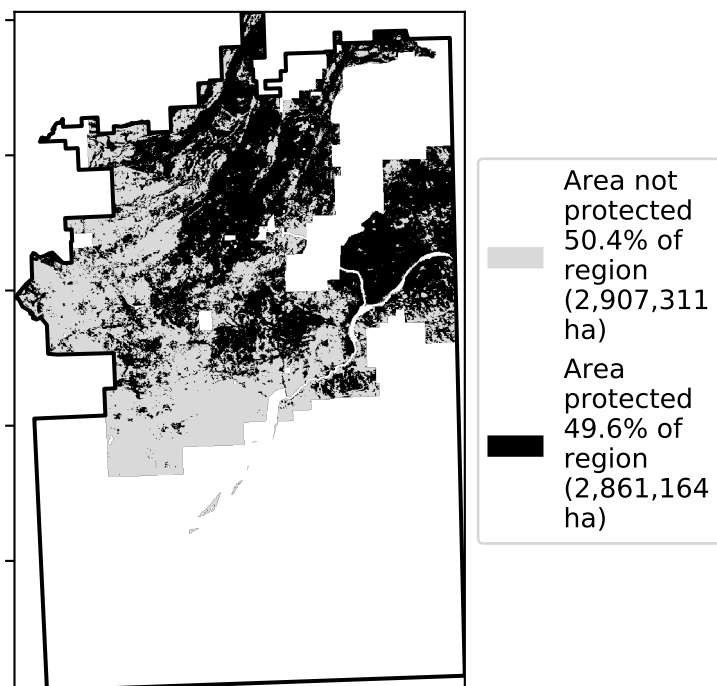 Area not
protected
50.4% of
region
(2,907,311
ha)
Area
protected
49.6% of
region
(2,861,164
ha)